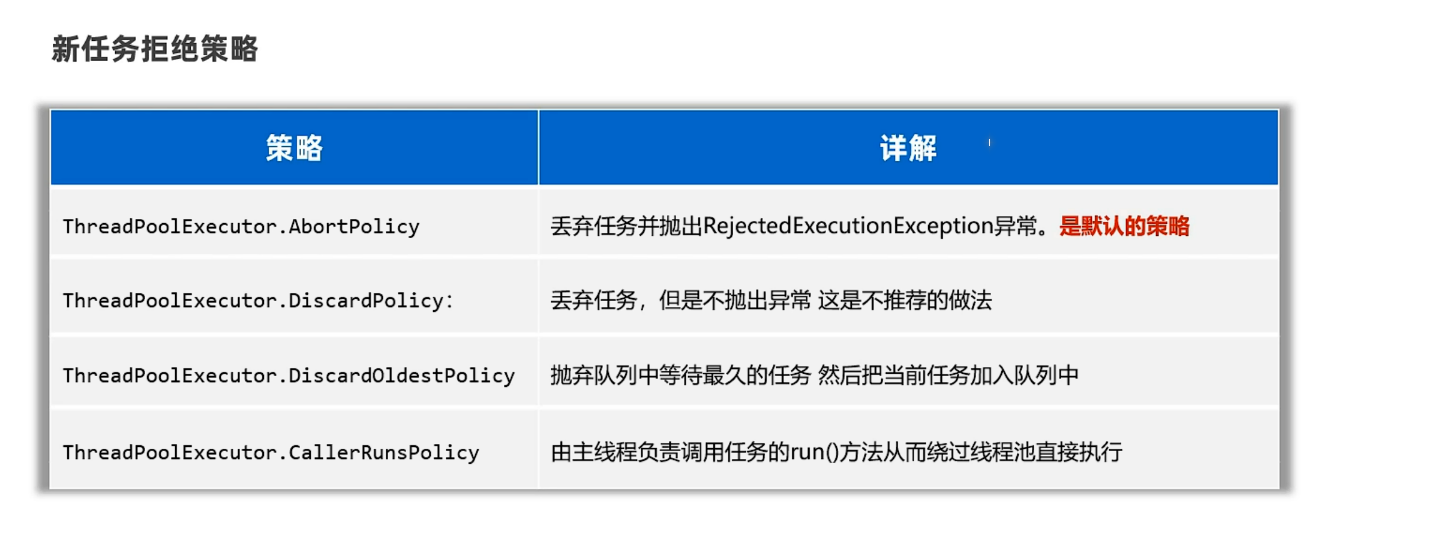 新任务拒绝策略
策略 详解
ThreadPoolExecutor.AbortPolicy 丢弃任务并抛出RejectedExecutionException异常。是默认的策略
ThreadPoolExecutor.DiscardPolicy： 丢弃任务，但是不抛出异常 这是不推荐的做法
ThreadPoolExecutor.DiscardOldestPolicy 抛弃队列中等待最久的任务 然后把当前任务加入队列中
ThreadPoolExecutor.CallerRunsPolicy 由主线程负责调用任务的run()方法从而绕过线程池直接执行